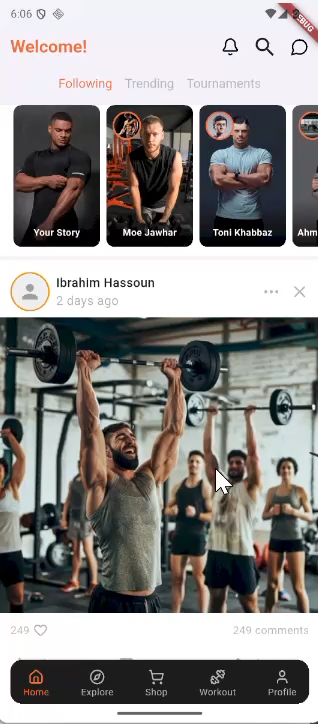 6:06
DEBUG
Welcome!
Following Trending Tournaments
Your Story Moe Jawhar Toni Khabbaz Ahm
Ibrahim Hassoun
2 days ago
249 249 comments
Home Explore Shop Workout Profile